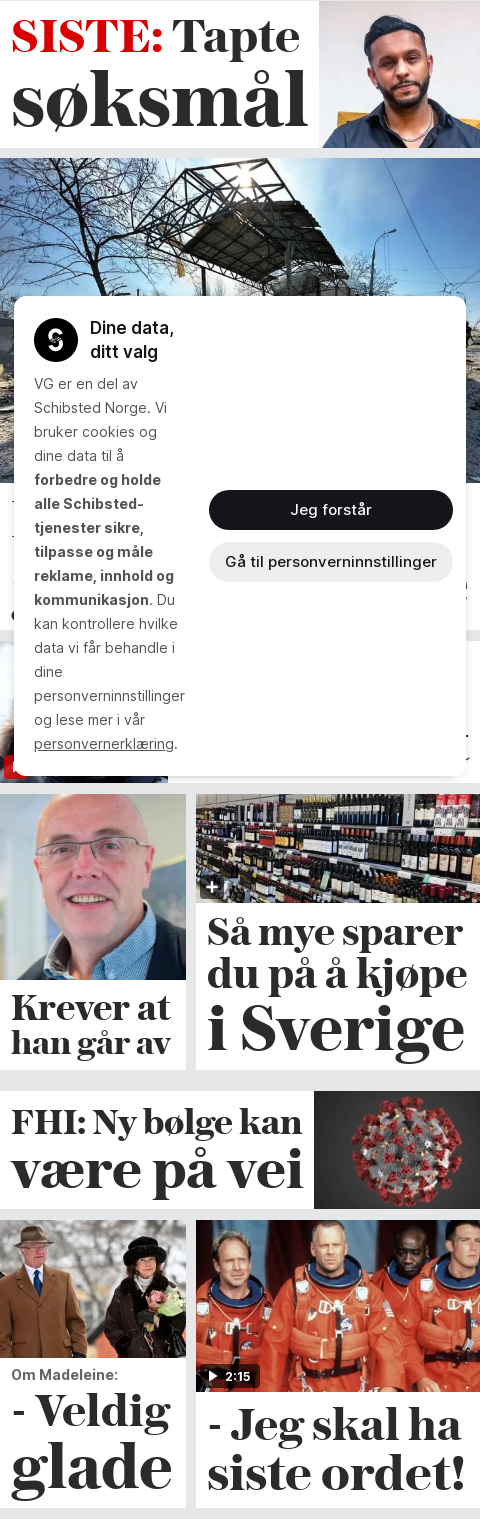 SISTE: Tapte
søksmål
Dine data,
ditt valg
VG er en del av
Schibsted Norge. Vi
bruker cookies og
dine data til å
forbedre og holde
alle Schibsted-
tjenester sikre,
tilpasse og måle
reklame, innhold og
kommunikasjon. Du
kan kontrollere hvilke
data vi får behandle i
dine
personverninnstillinger
og lese mer i vår
personvernerklæring.
Jeg forstår
Gå til personverninnstillinger
Krever at
han går av
Så mye sparer
du på å kjøpe
i Sverige
FHI: Ny bølge kan
være på vei
Om Madeleine:
- Veldig
glade
2:15
- Jeg skal ha
siste ordet!